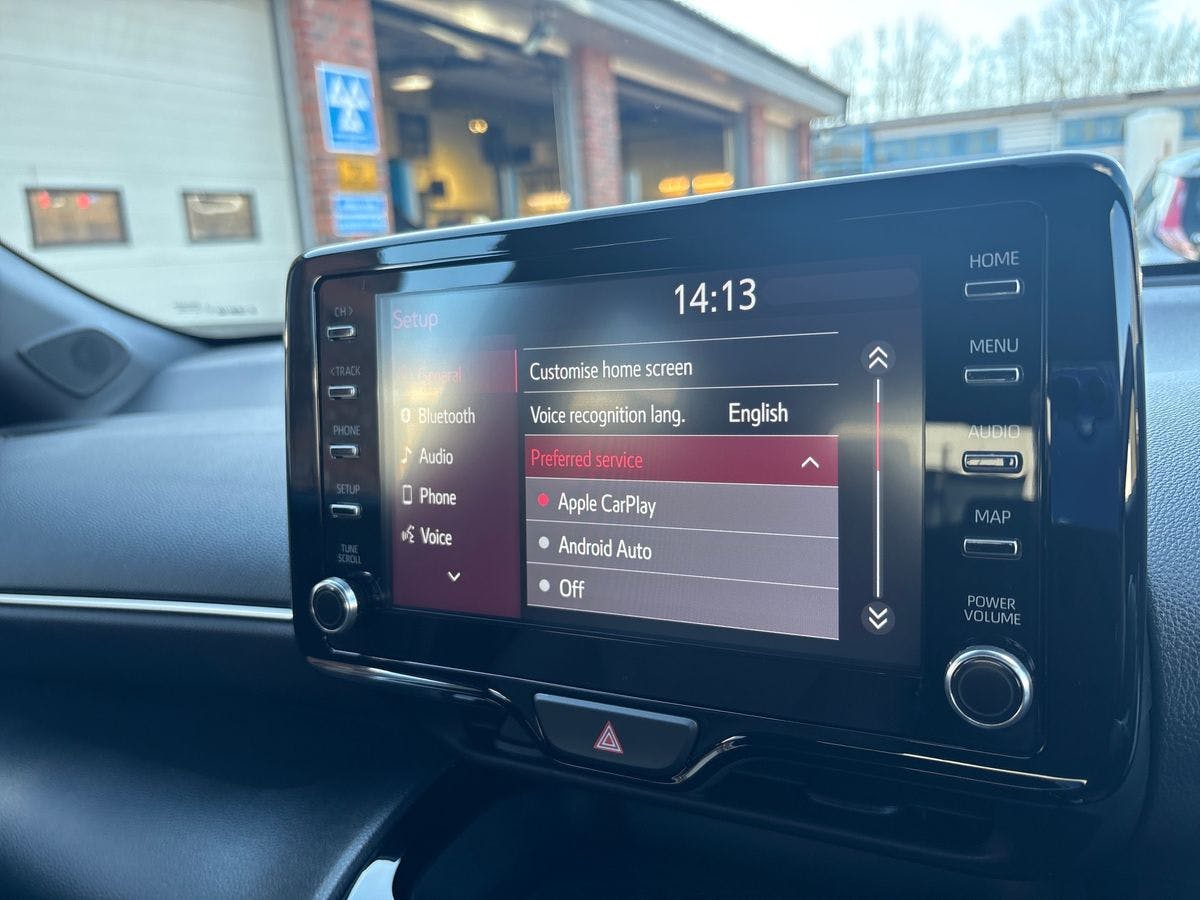 CH >
< TRACK
PHONE
SETUP
TUNE
SCROLL
Setup
14:13
General
Bluetooth
Audio
Phone
Voice
Customise home screen
Voice recognition lang. English
Preferred service
Apple CarPlay
Android Auto
Off
HOME
MENU
AUDIO
MAP
POWER
VOLUME